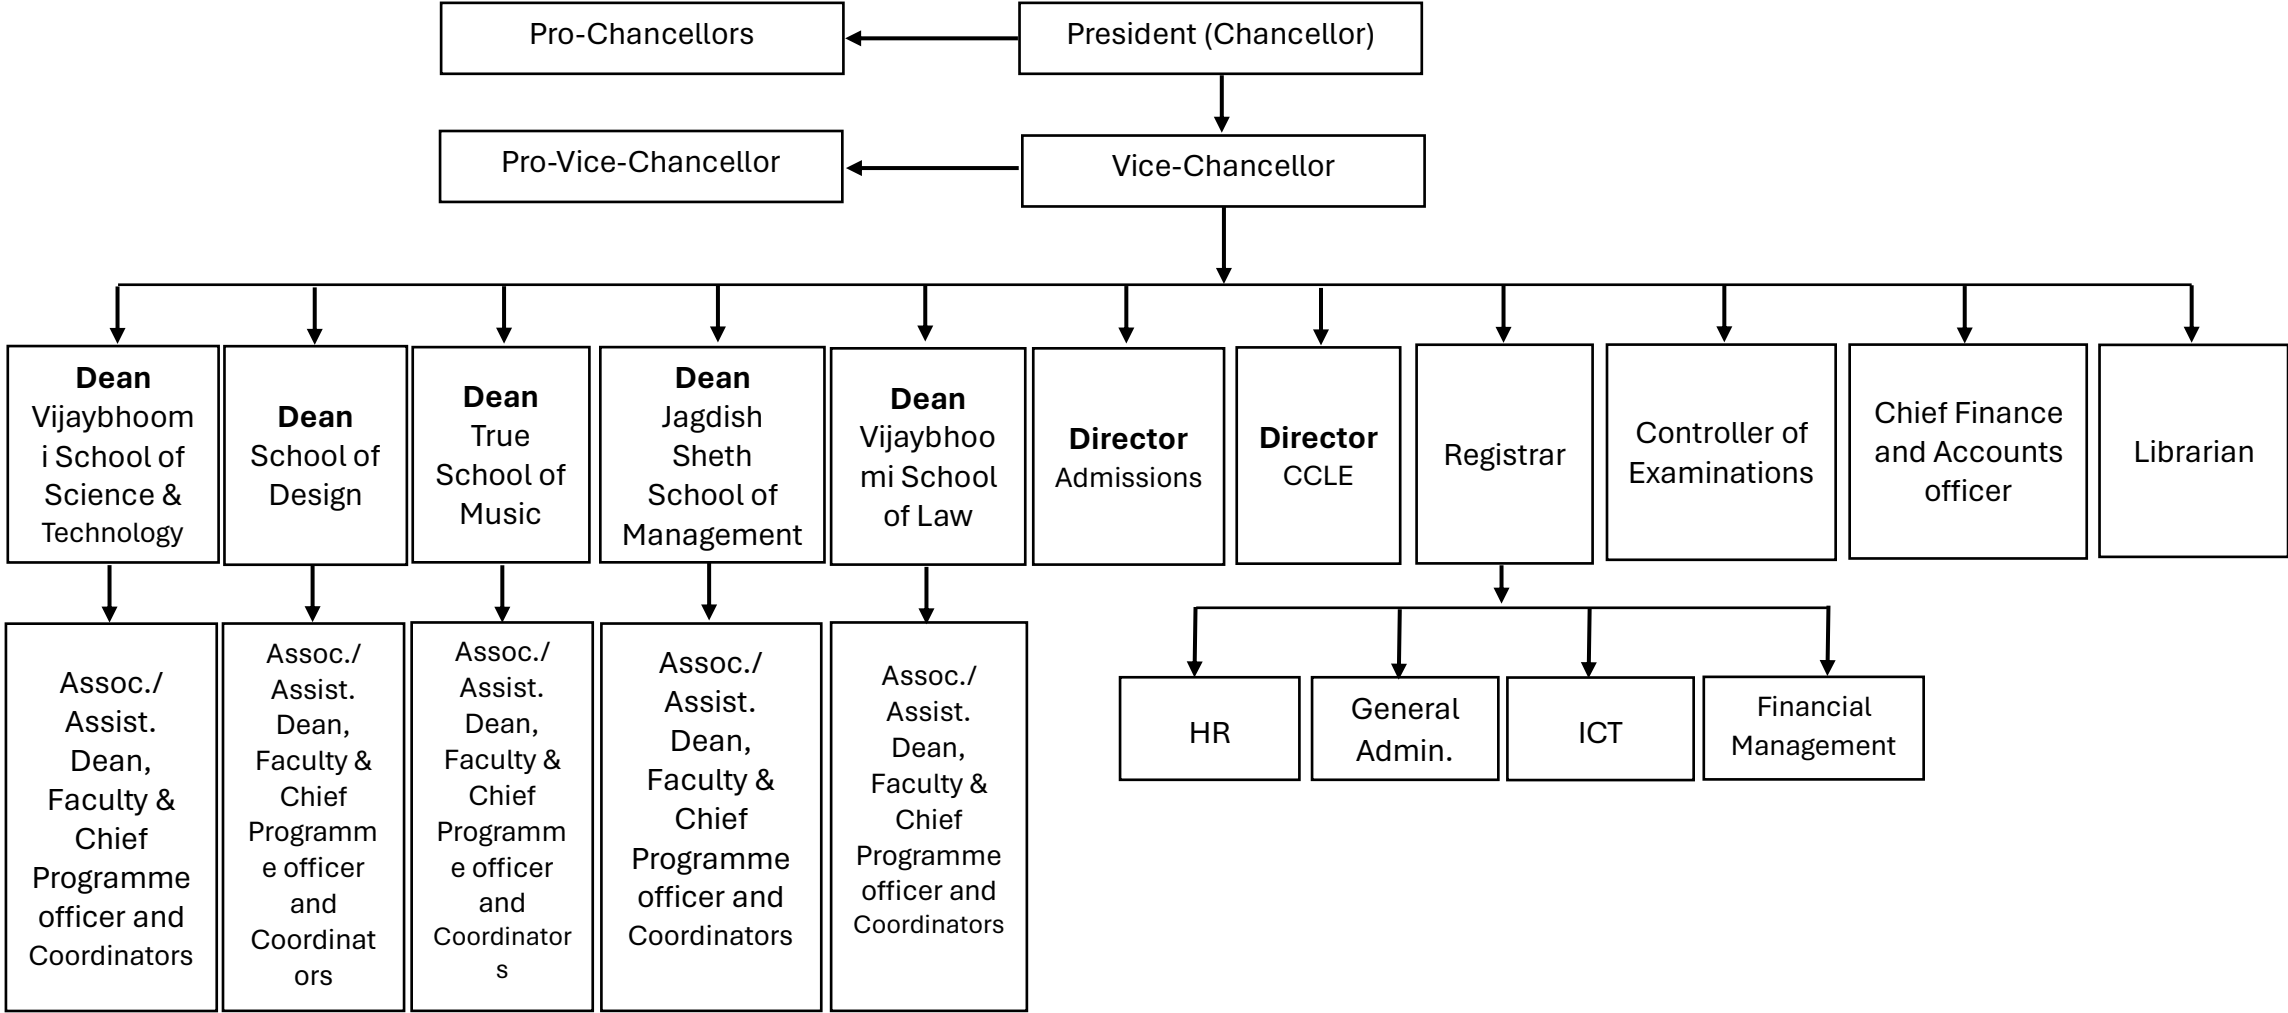 Pro-Chancellors
President (Chancellor)
Pro-Vice-Chancellor
Vice-Chancellor
Dean
Vijaybhoom
i School of
Science &
Technology
Dean
School of
Design
Dean
True
School of
Music
Dean
Jagdish
Sheth
School of
Management
Dean
Vijaybhoo
mi School
of Law
Director
Admissions
Director
CCLE
Registrar
Controller of
Examinations
Chief Finance
and Accounts
officer
Librarian
Assoc./
Assist.
Dean,
Faculty &
Chief
Programme
officer and
Coordinators
Assoc./
Assist.
Dean,
Faculty &
Chief
Programm
e officer
and
Coordinat
ors
Assoc./
Assist.
Dean,
Faculty &
Chief
Programm
e officer
and
Coordinator
s
Assoc./
Assist.
Dean,
Faculty &
Chief
Programme
officer and
Coordinators
Assoc./
Assist.
Dean,
Faculty &
Chief
Programme
officer and
Coordinators
HR
General
Admin.
ICT
Financial
Management